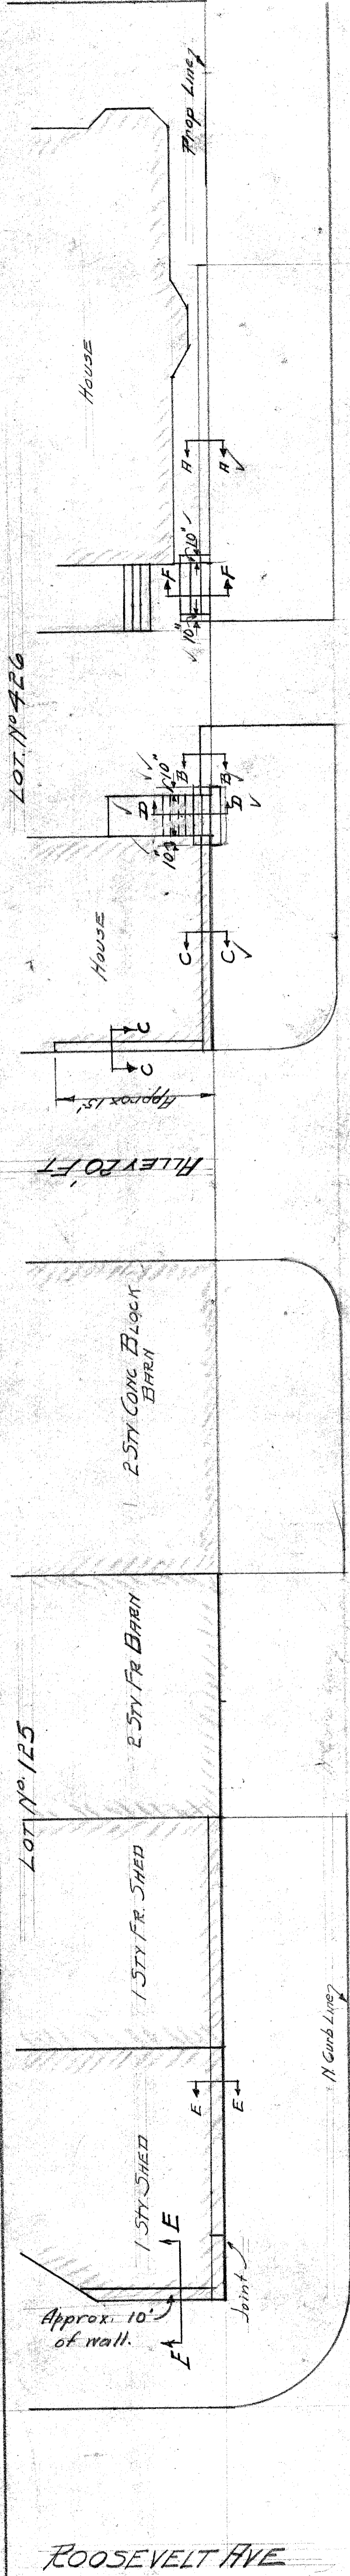 Prop Line
HOUSE
A
A
10"
F
F
10"
LOT. No 426
10"
B
B
D
D
10"
HOUSE
C
C
C
C
Approx 15'
ALLEY 20 FT
2 STY CONC BLOCK
BARN
2 STY FR BARN
LOT No. 125
1 STY FR. SHED
N. Curb Line
E
E
1 STY SHED
E
E
Approx. 10'
of wall.
Joint
ROOSEVELT AVE